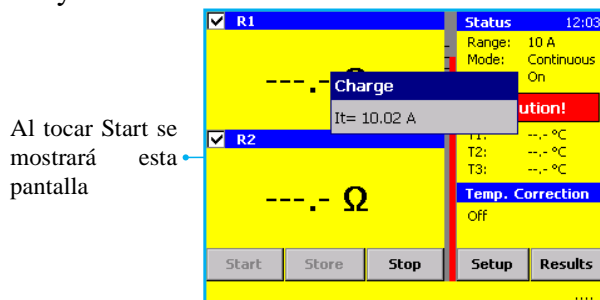 Al tocar Start se
mostrará esta
pantalla
R1
---.- Ω
Charge
It= 10.02 A
R2
---.- Ω
Start Store Stop
Status 12:03
Range: 10 A
Mode: Continuous
On
T1: --,- °C
T2: --,- °C
T3: --,- °C
Temp. Correction
Off
Setup Results